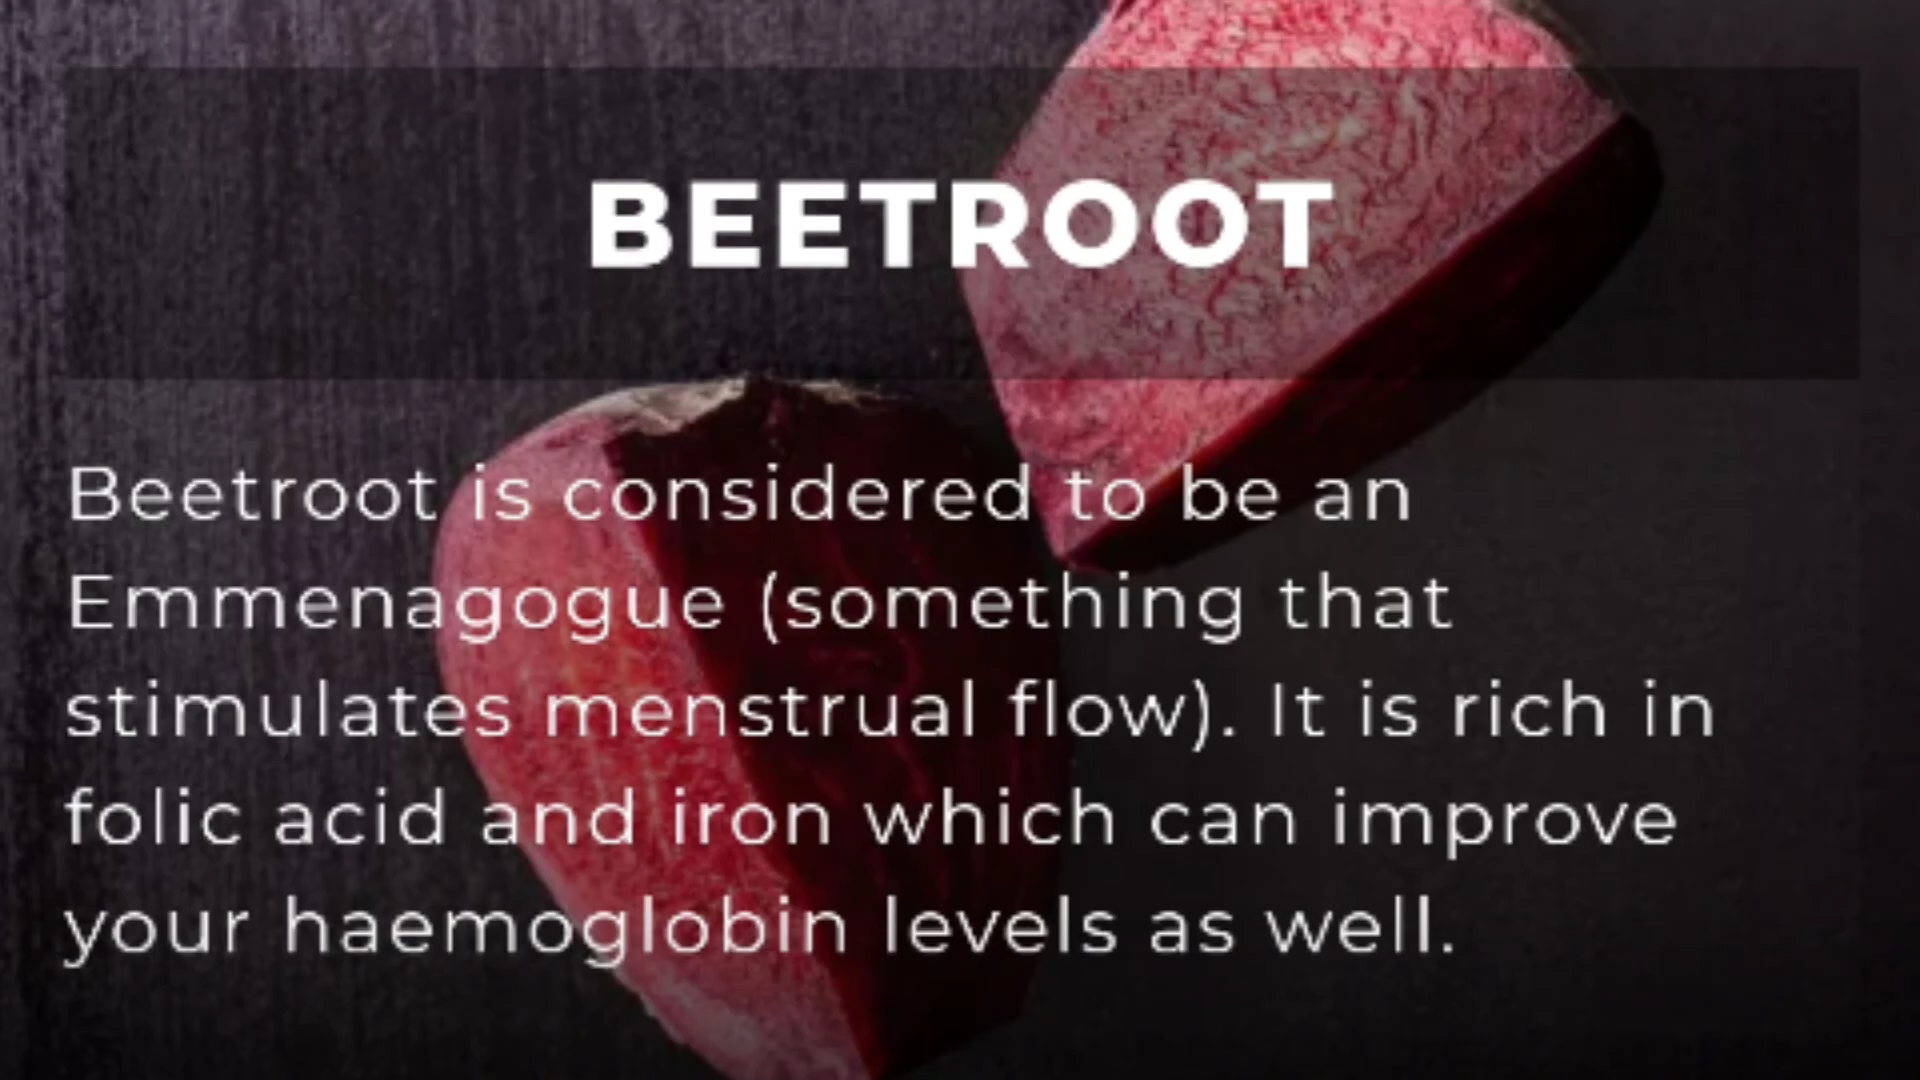 BEETROOT
Beetroot is considered to be an
Emmenagogue (something that
stimulates menstrual flow). It is rich in
folic acid and iron which can improve
your haemoglobin levels as well.